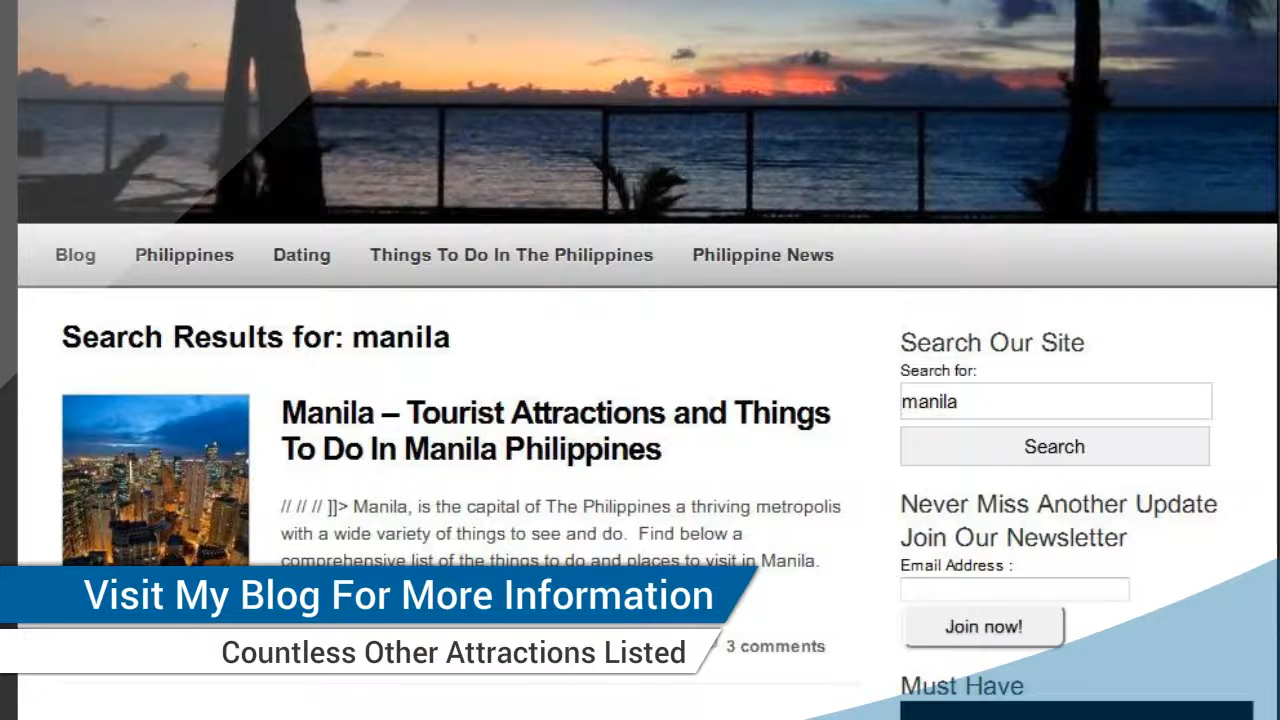 Blog Philippines Dating Things To Do In The Philippines Philippine News
Search Results for: manila
Manila – Tourist Attractions and Things
To Do In Manila Philippines
// // // ]]> Manila, is the capital of The Philippines a thriving metropolis
with a wide variety of things to see and do. Find below a
comprehensive list of the things to do and places to visit in Manila.
3 comments
Search Our Site
Search for:
manila
Search
Never Miss Another Update
Join Our Newsletter
Email Address :
Join now!
Must Have
Visit My Blog For More Information
Countless Other Attractions Listed